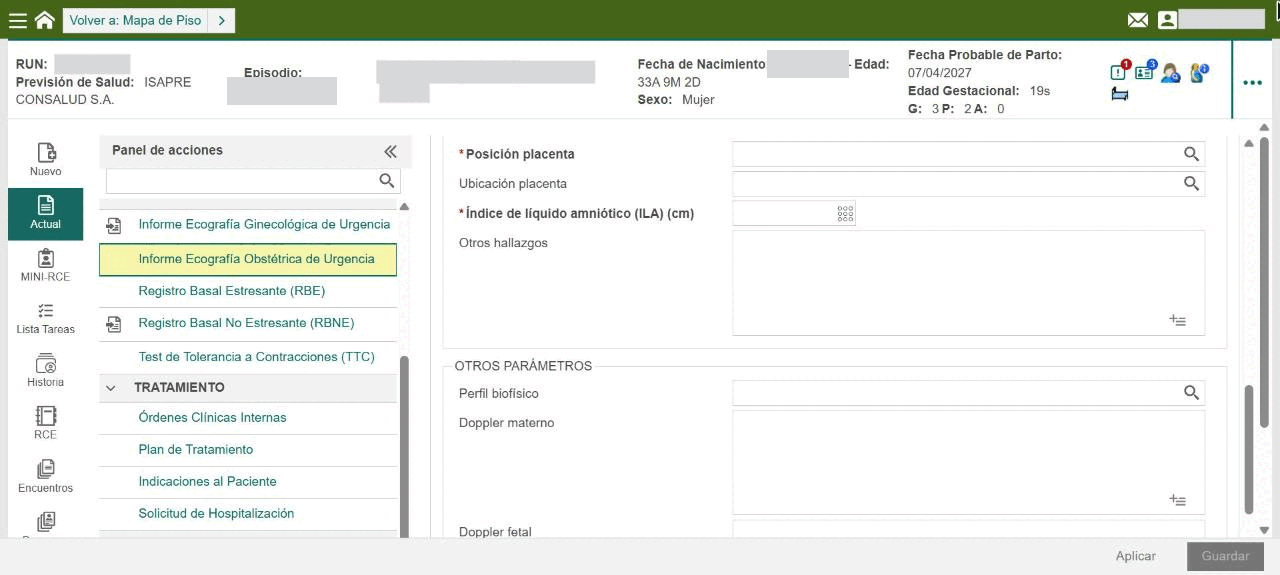 Volver a: Mapa de Piso
RUN:
Previsión de Salud: ISAPRE
CONSALUD S.A.
Episodio:
Fecha de Nacimiento - Edad:
33A 9M 2D
Sexo: Mujer
Fecha Probable de Parto:
07/04/2027
Edad Gestacional: 19s
G: 3 P: 2 A: 0
1
3
Nuevo
Actual
MINI-RCE
Lista Tareas
Historia
RCE
Encuentros
Panel de acciones
Informe Ecografía Ginecológica de Urgencia
Informe Ecografía Obstétrica de Urgencia
Registro Basal Estresante (RBE)
Registro Basal No Estresante (RBNE)
Test de Tolerancia a Contracciones (TTC)
TRATAMIENTO
Órdenes Clínicas Internas
Plan de Tratamiento
Indicaciones al Paciente
Solicitud de Hospitalización
*Posición placenta
Ubicación placenta
*Índice de líquido amniótico (ILA) (cm)
Otros hallazgos
OTROS PARÁMETROS
Perfil biofísico
Doppler materno
Doppler fetal
Aplicar
Guardar